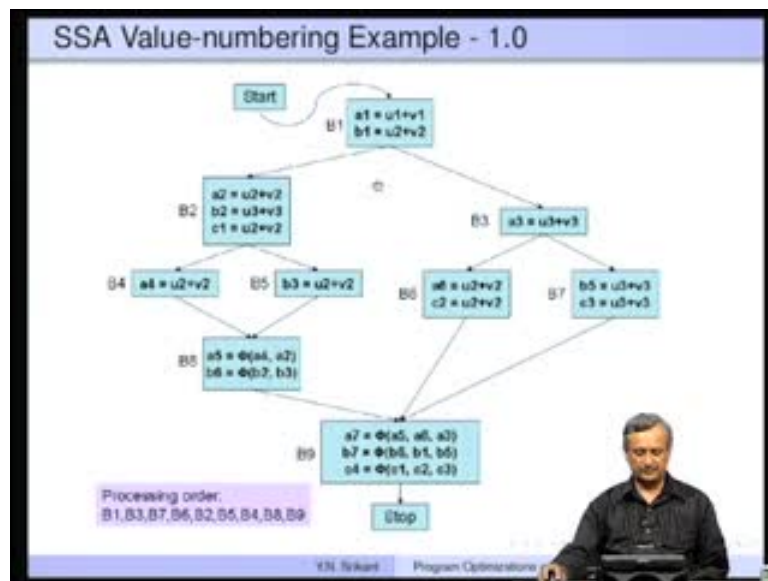 SSA Value-numbering Example - 1.0
Start
B1
a1 = u1+v1
b1 = u2+v2
B2
a2 = u2+v2
b2 = u3+v3
c1 = u2+v2
B3
a3 = u3+v3
B4
a4 = u2+v2
B5
b3 = u2+v2
B6
a6 = u2+v2
c2 = u2+v2
B7
b5 = u3+v3
c3 = u3+v3
B8
a5 = Φ(a4, a2)
b6 = Φ(b2, b3)
B9
a7 = Φ(a5, a6, a3)
b7 = Φ(b6, b1, b5)
c4 = Φ(c1, c2, c3)
Stop
Processing order:
B1,B3,B7,B6,B2,B5,B4,B8,B9
Y.N. Srikant
Program Optimizations